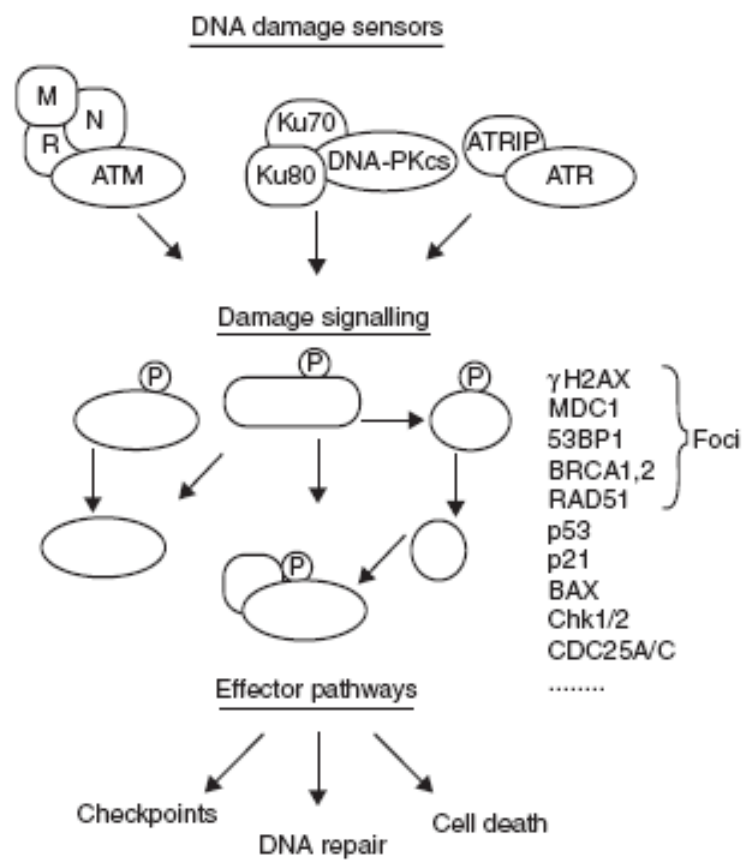 DNA damage sensors
M
N
R
ATM
Ku70
Ku80
DNA-PKcs
ATRIP
ATR
Damage signalling
P
P
P
γH2AX
MDC1
53BP1
BRCA1,2
RAD51
Foci
p53
p21
BAX
Chk1/2
CDC25A/C
........
P
Effector pathways
Checkpoints
DNA repair
Cell death